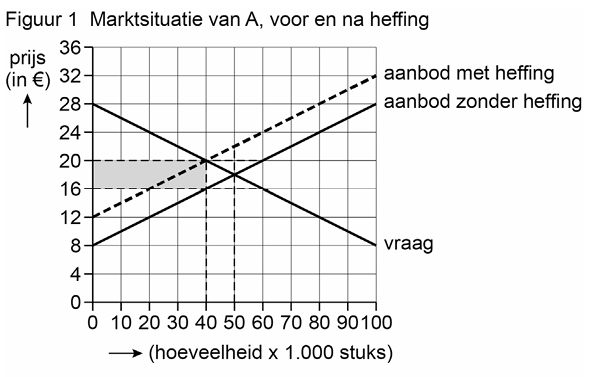 Figuur 1 Marktsituatie van A, voor en na heffing
prijs
(in €)
36
32
28
24
20
16
12
8
4
0
aanbod met heffing
aanbod zonder heffing
vraag
0 10 20 30 40 50 60 70 80 90 100
(hoeveelheid x 1.000 stuks)